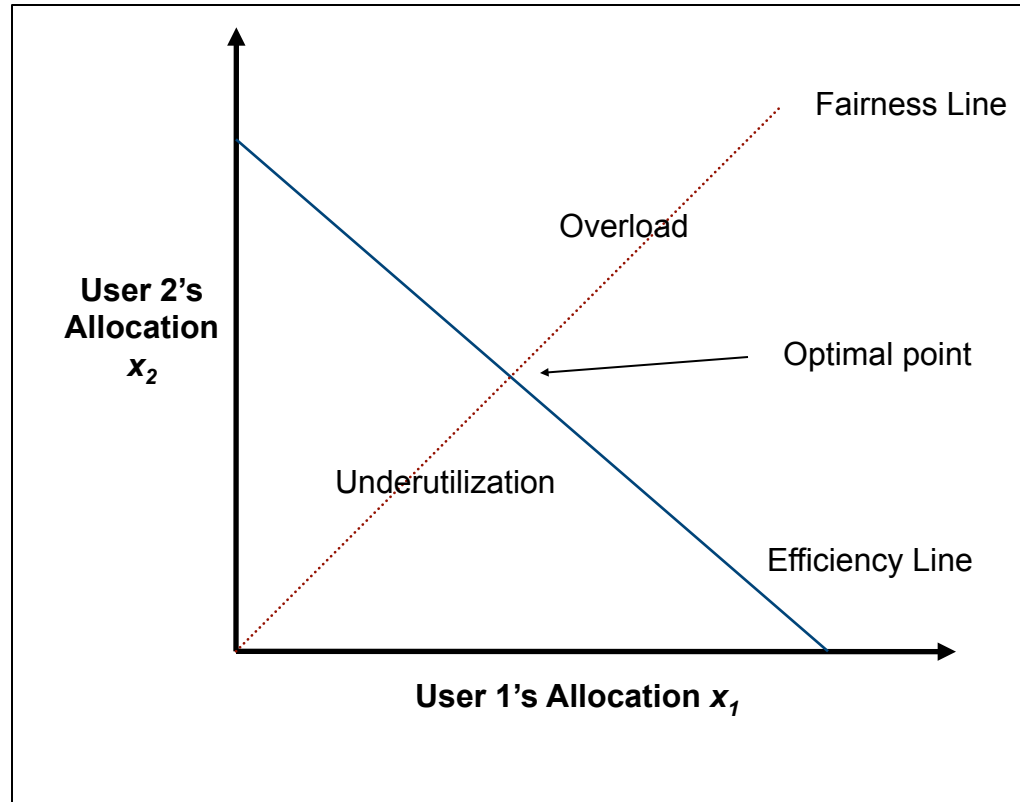 Fairness Line
Overload
User 2’s
Allocation
x₂
Optimal point
Underutilization
Efficiency Line
User 1’s Allocation x₁